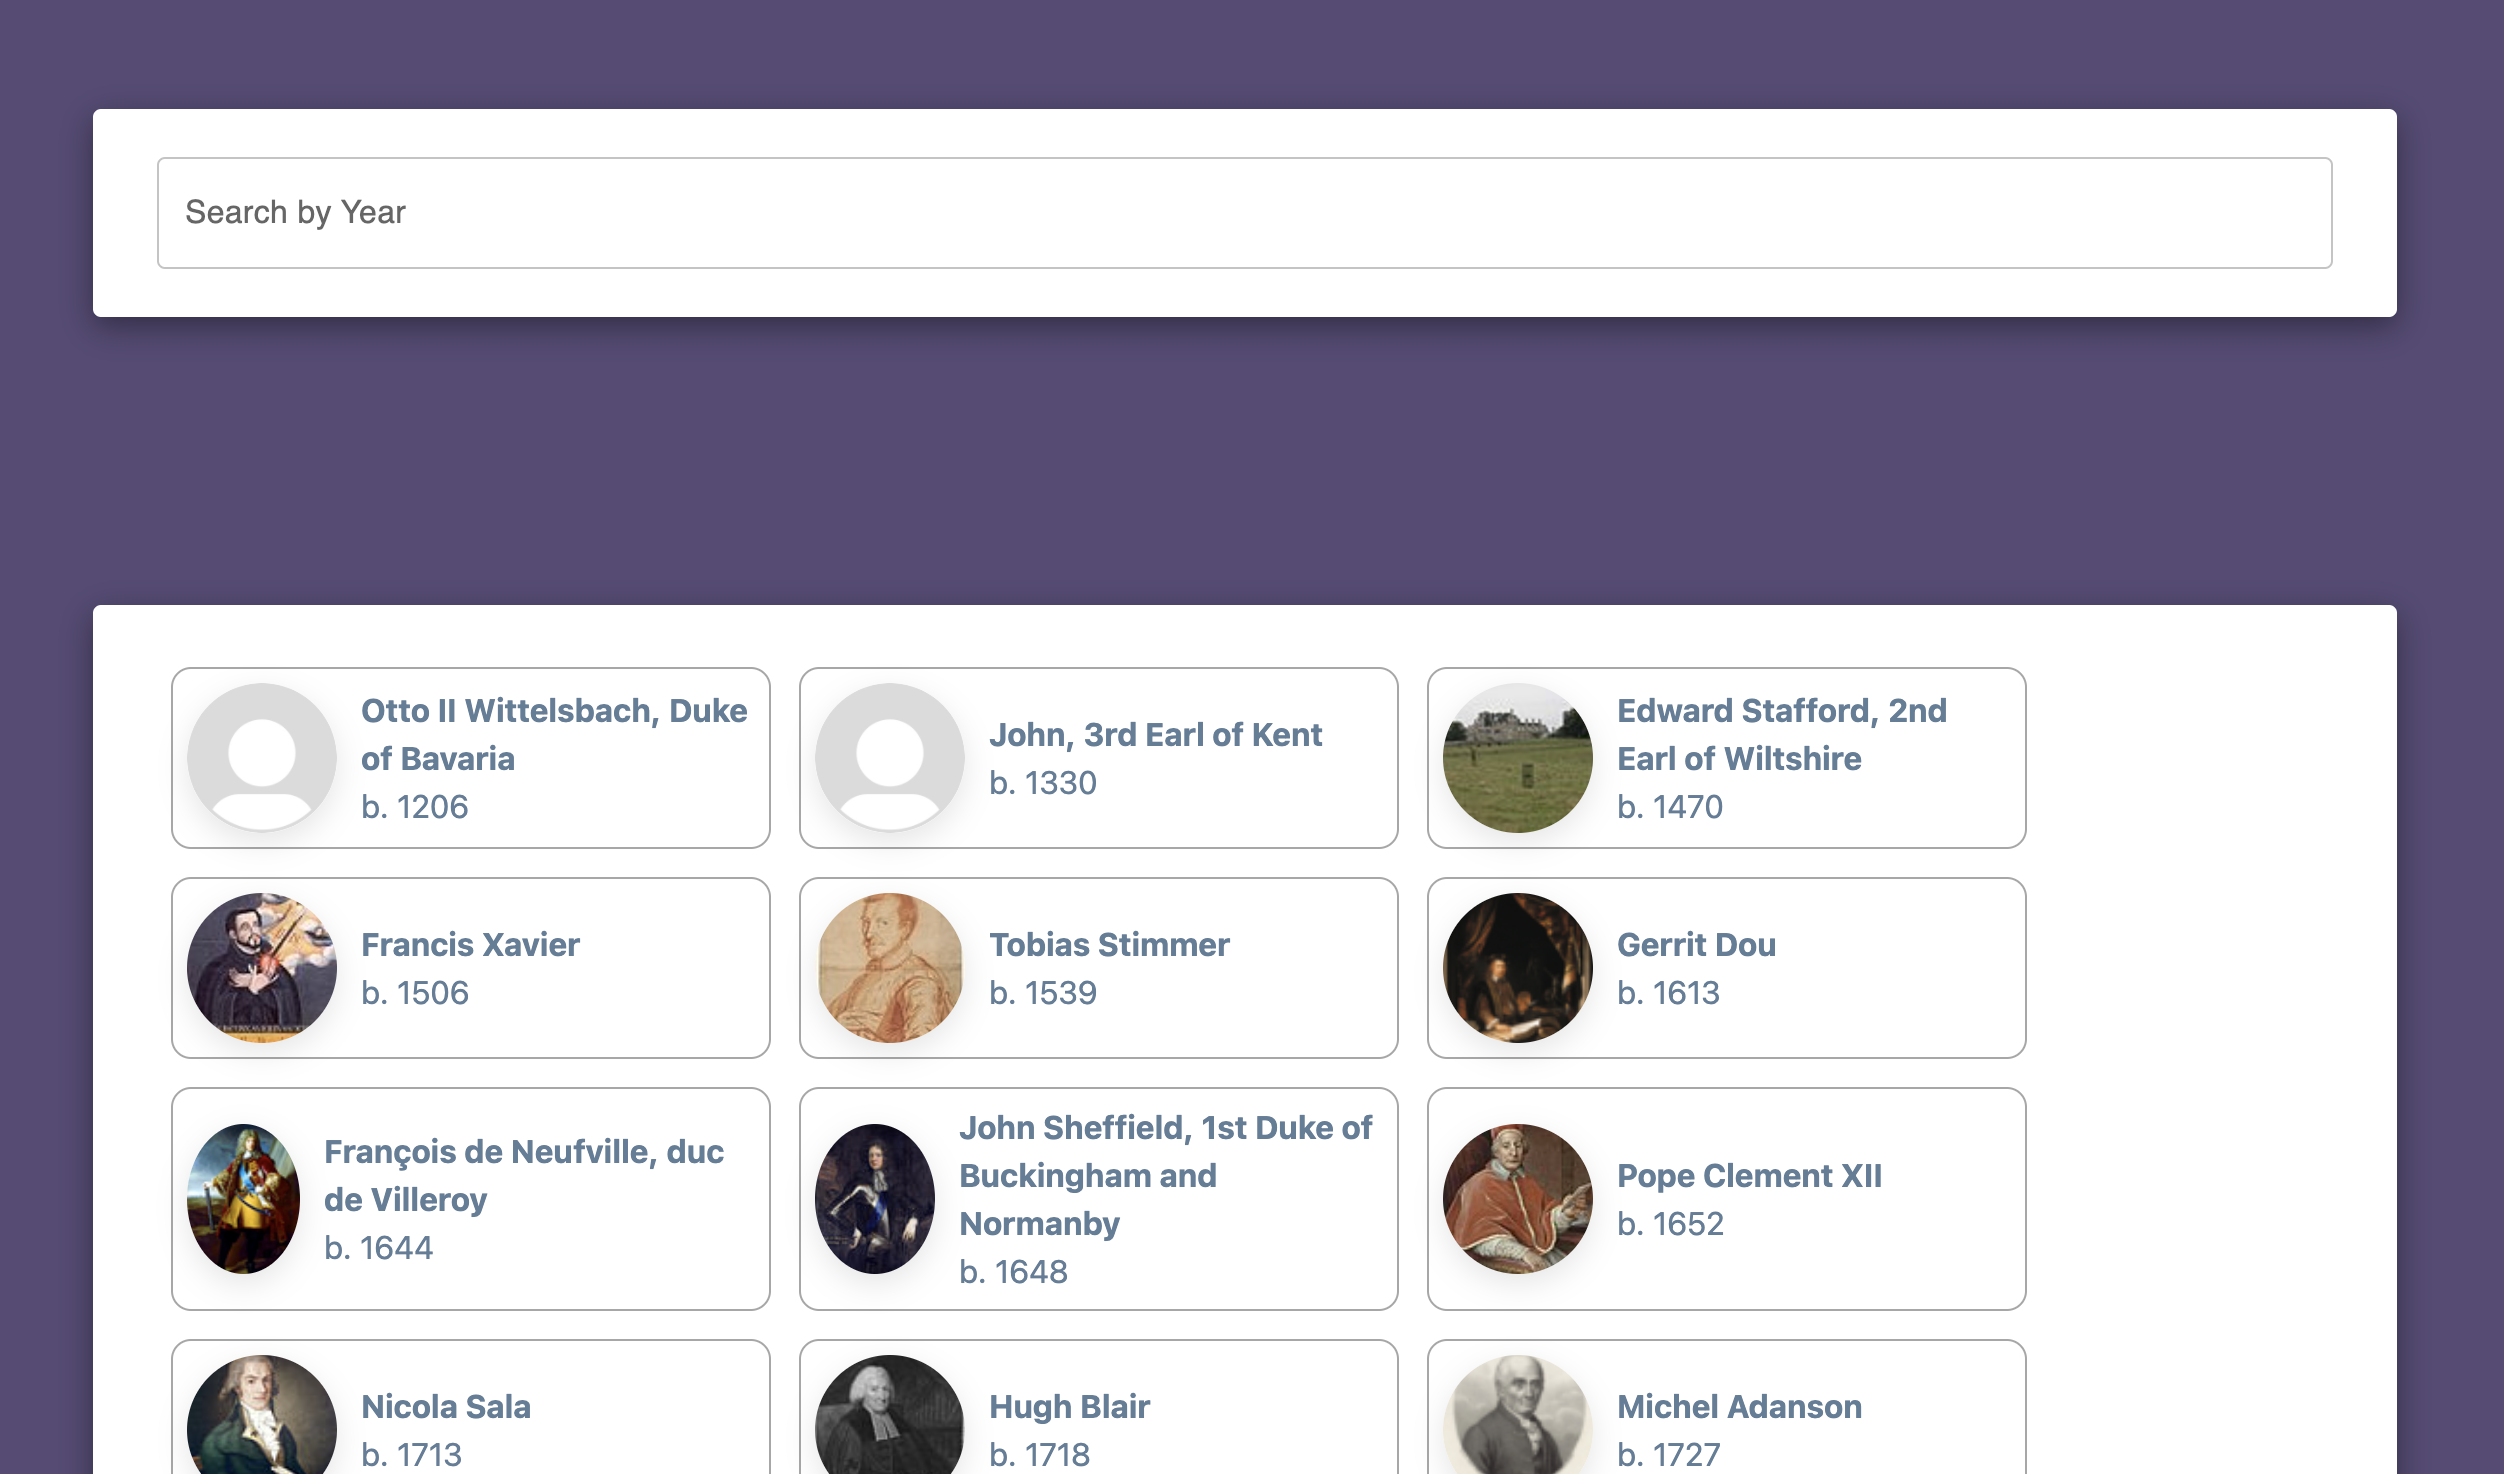 Search by Year
Otto II Wittelsbach, Duke
of Bavaria
b. 1206
John, 3rd Earl of Kent
b. 1330
Edward Stafford, 2nd
Earl of Wiltshire
b. 1470
Francis Xavier
b. 1506
Tobias Stimmer
b. 1539
Gerrit Dou
b. 1613
François de Neufville, duc
de Villeroy
b. 1644
John Sheffield, 1st Duke of
Buckingham and
Normanby
b. 1648
Pope Clement XII
b. 1652
Nicola Sala
b. 1713
Hugh Blair
b. 1718
Michel Adanson
b. 1727